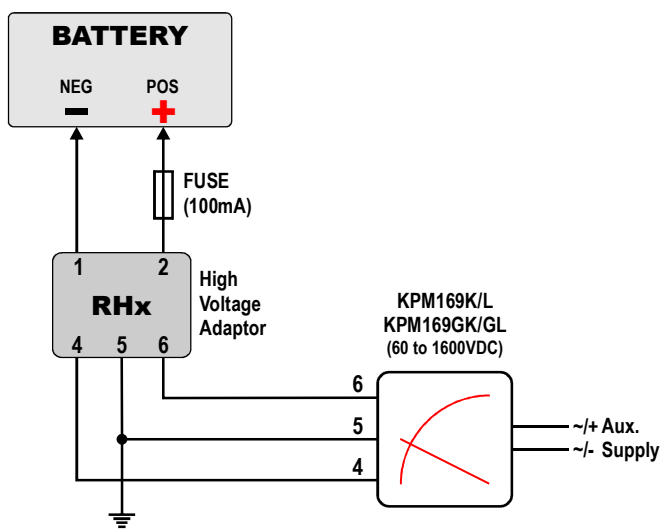 BATTERY
NEG POS
FUSE
(100mA)
1 2
RHx
4 5 6
High
Voltage
Adaptor
KPM169K/L
KPM169GK/GL
(60 to 1600VDC)
6
5
4
~/+ Aux.
~/- Supply